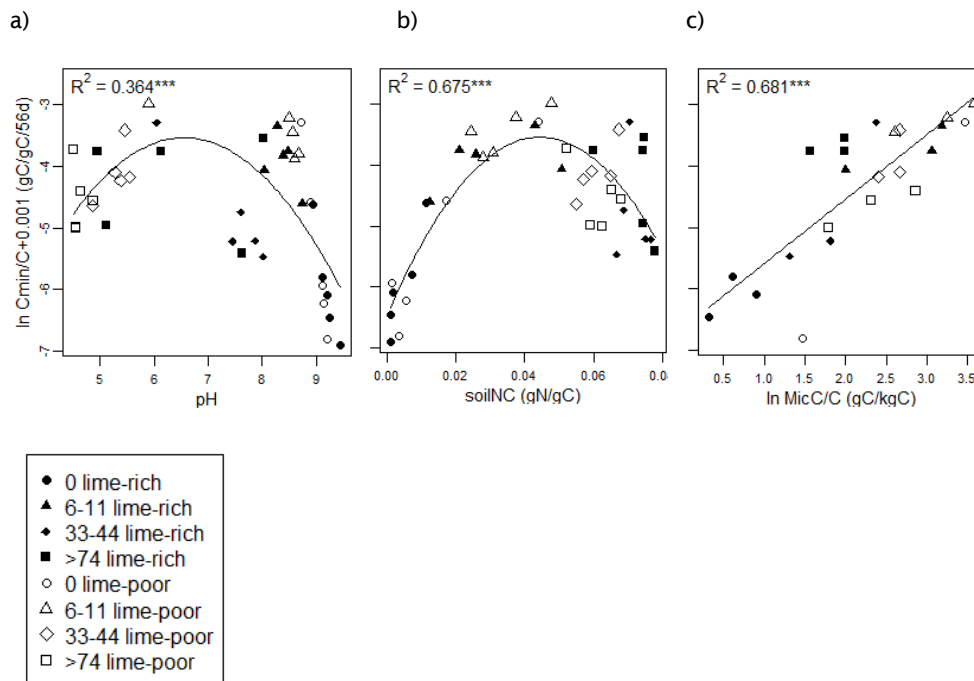 a)
b)
c)
R² = 0.364***
R² = 0.675***
R² = 0.681***
ln Cmin/C+0.001 (gC/gC/56d)
-3
-4
-5
-6
-7
5 6 7 8 9
pH
0.00 0.02 0.04 0.06 0.08
soilNC (gN/gC)
0.5 1.0 1.5 2.0 2.5 3.0 3.5
ln MicC/C (gC/kgC)
0 lime-rich
6-11 lime-rich
33-44 lime-rich
>74 lime-rich
0 lime-poor
6-11 lime-poor
33-44 lime-poor
>74 lime-poor